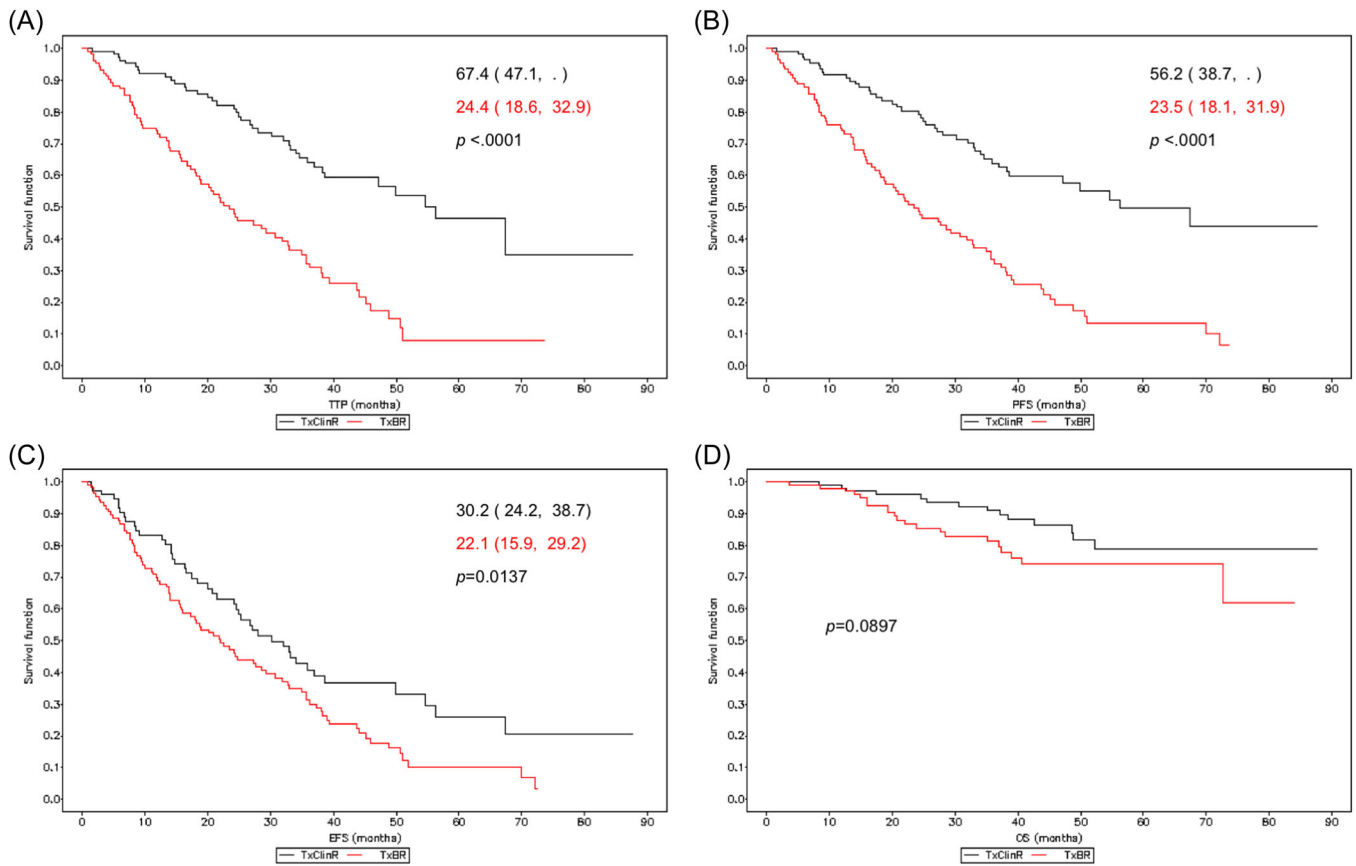 (A)
1.0
0.9
0.8
0.7
0.6
0.5
0.4
0.3
0.2
0.1
0.0
Survival function
67.4 ( 47.1, . )
24.4 ( 18.6, 32.9)
p <.0001
0 10 20 30 40 50 60 70 80 90
TTP (months)
TxClinR TxBR
(B)
1.0
0.9
0.8
0.7
0.6
0.5
0.4
0.3
0.2
0.1
0.0
Survival function
56.2 ( 38.7, . )
23.5 ( 18.1, 31.9)
p <.0001
0 10 20 30 40 50 60 70 80 90
PFS (months)
TxClinR TxBR
(C)
1.0
0.9
0.8
0.7
0.6
0.5
0.4
0.3
0.2
0.1
0.0
Survival function
30.2 ( 24.2, 38.7)
22.1 (15.9, 29.2)
p=0.0137
0 10 20 30 40 50 60 70 80 90
EFS (months)
TxClinR TxBR
(D)
1.0
0.9
0.8
0.7
0.6
0.5
0.4
0.3
0.2
0.1
0.0
Survival function
p=0.0897
0 10 20 30 40 50 60 70 80 90
OS (months)
TxClinR TxBR